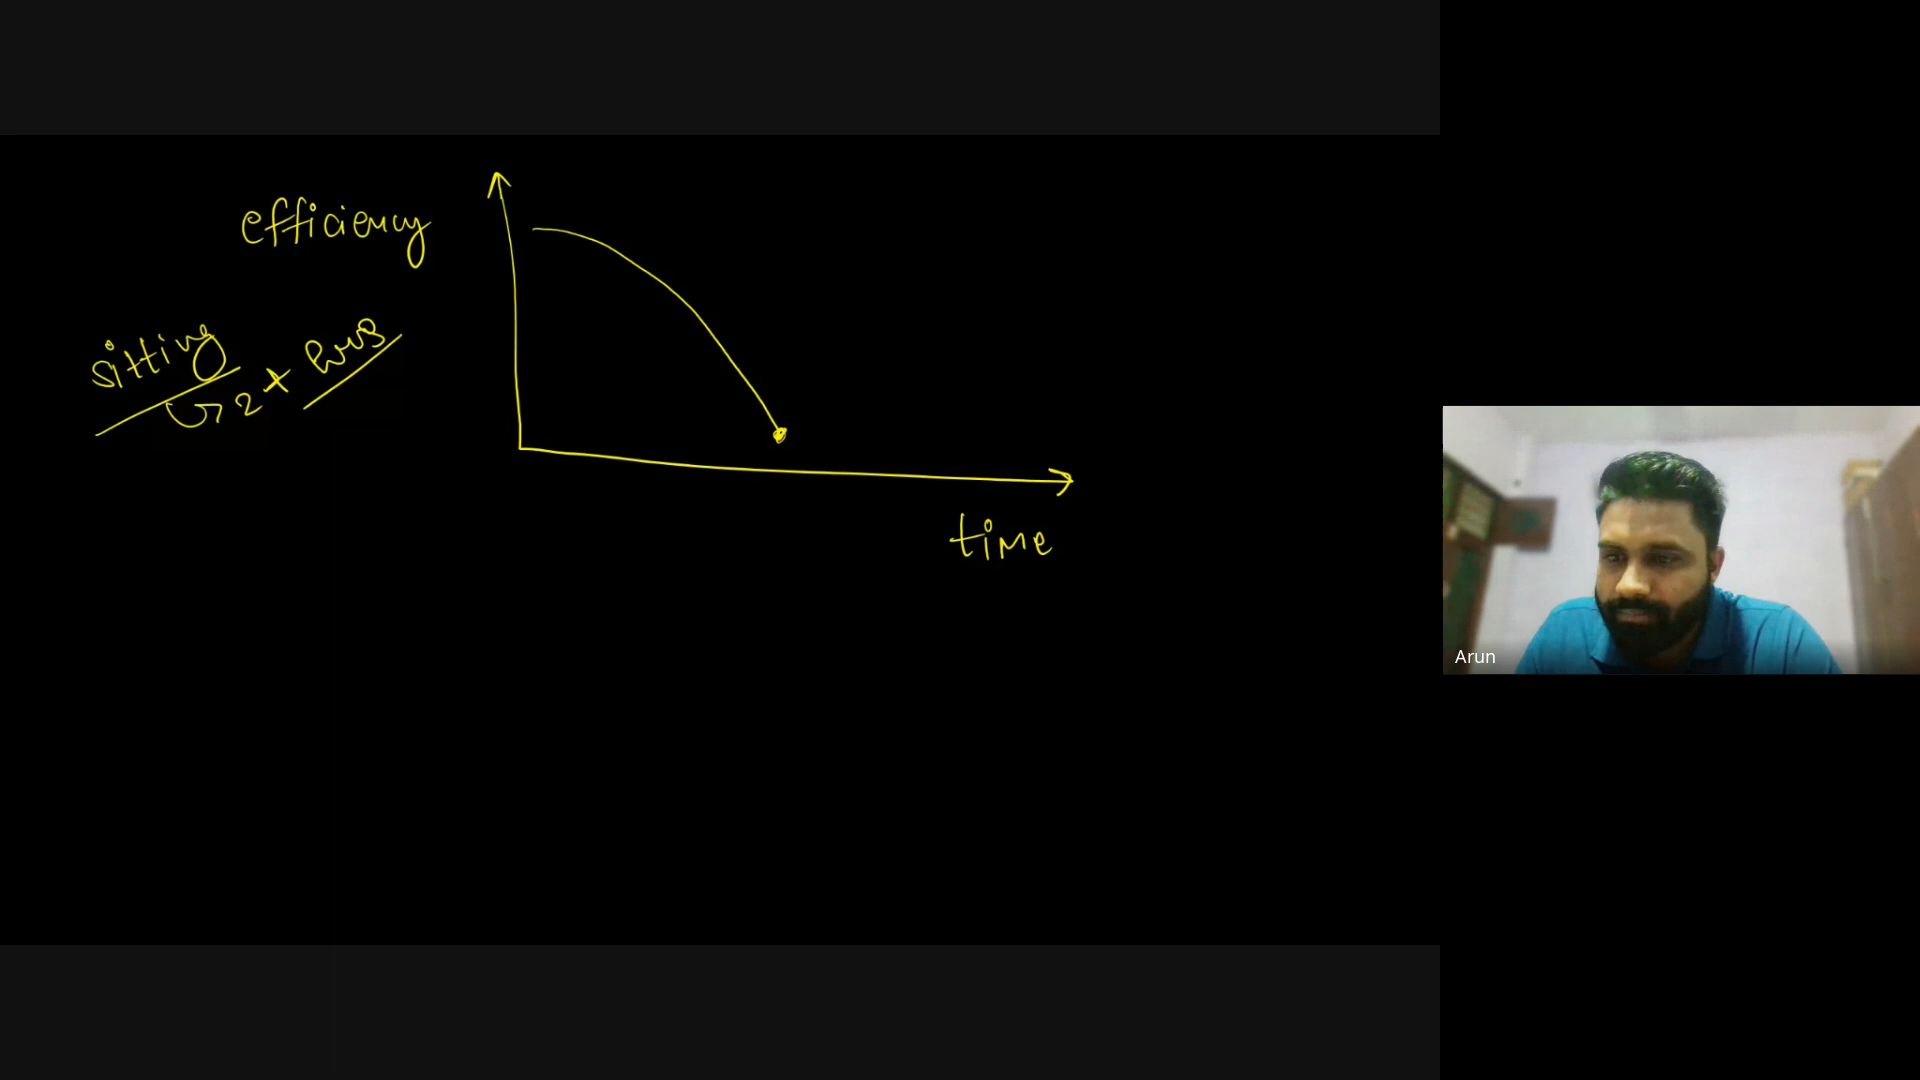 efficiency
sitting
2 * hrs
time
Arun